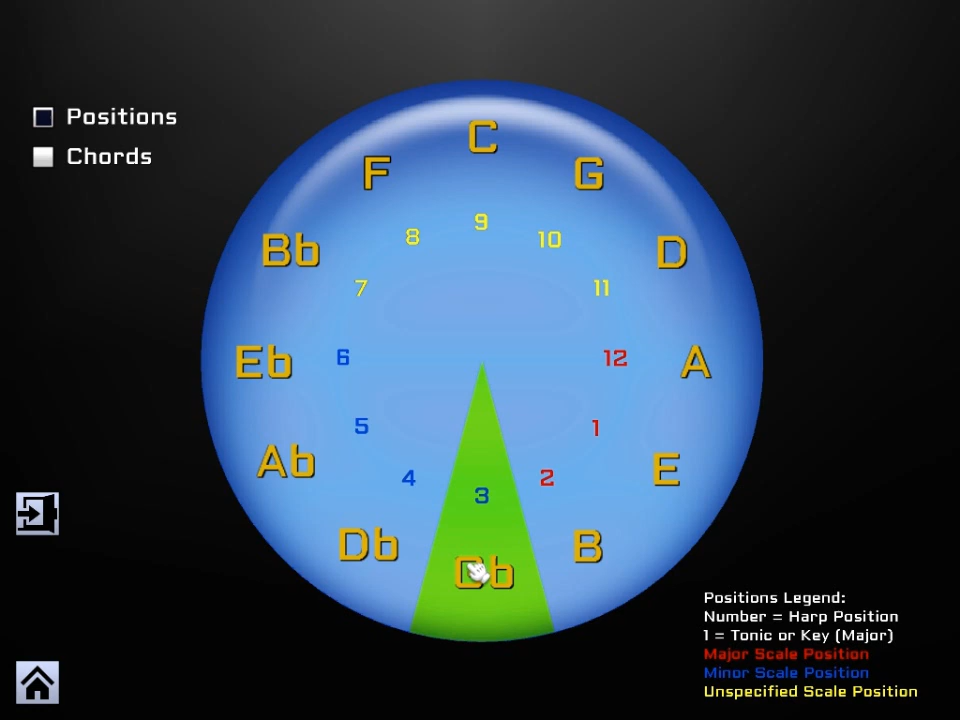 Positions
Chords
C
F
G
Bb
D
Eb
A
Ab
E
Db
B
9
8
10
7
11
6
12
5
1
4
2
3
Positions Legend:
Number = Harp Position
1 = Tonic or Key (Major)
Major Scale Position
Minor Scale Position
Unspecified Scale Position